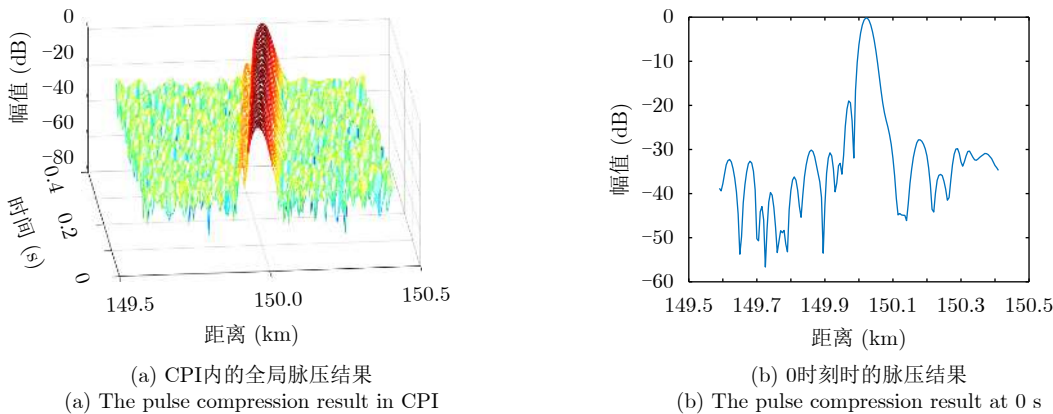 0
−20
−40
−60
−80
幅值 (dB)
0.4
0.2
0
时间 (s)
149.5
150.0
150.5
距离 (km)
(a) CPI内的全局脉压结果
(a) The pulse compression result in CPI
0
−10
−20
−30
−40
−50
−60
幅值 (dB)
149.5
149.7
149.9
150.1
150.3
150.5
距离 (km)
(b) 0时刻时的脉压结果
(b) The pulse compression result at 0 s